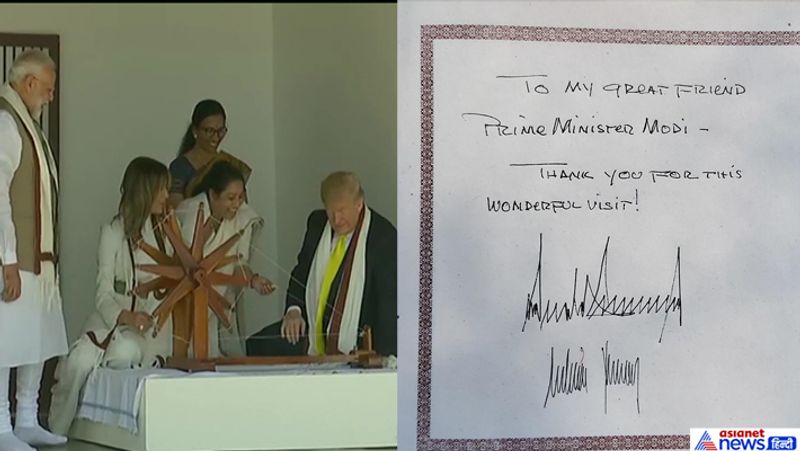 TO MY GREAT FRIEND
PRIME MINISTER MODI -
THANK YOU FOR THIS
WONDERFUL VISIT!
asianet
news हिन्दी